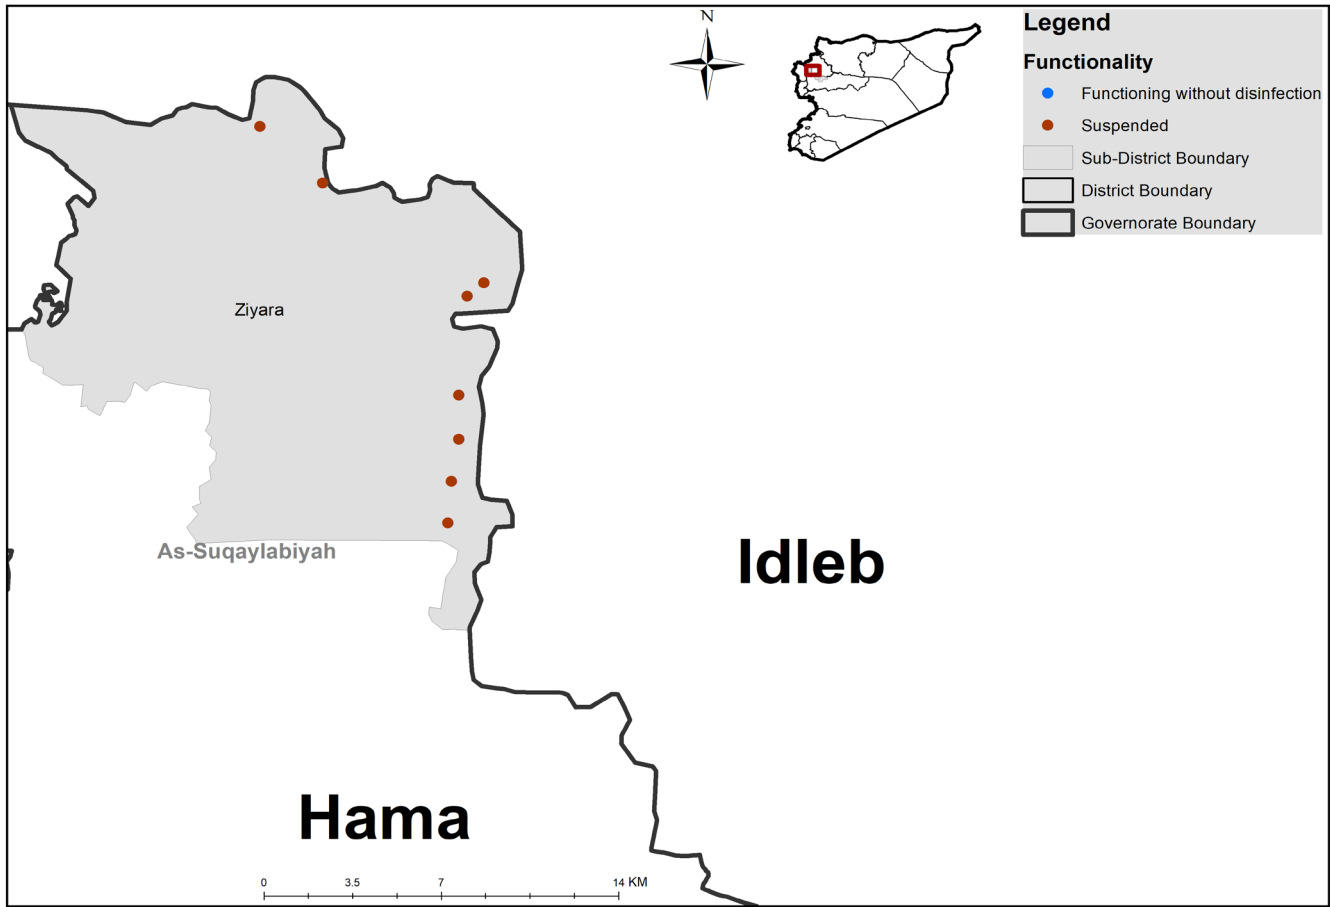 N
Legend
Functionality
Functioning without disinfection
Suspended
Sub-District Boundary
District Boundary
Governorate Boundary
Ziyara
As-Suqaylabiyah
Idleb
Hama
0 3.5 7 14 KM